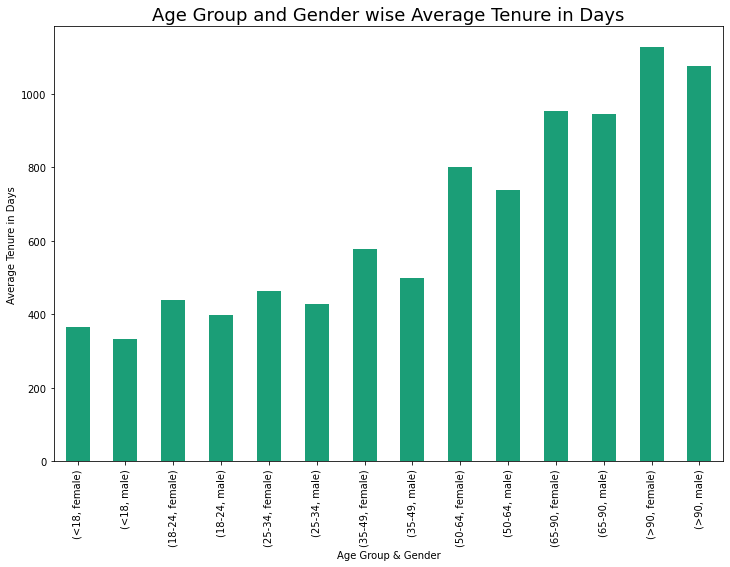 Age Group and Gender wise Average Tenure in Days
Average Tenure in Days
1000
800
600
400
200
0
(<18, female)
(<18, male)
(18-24, female)
(18-24, male)
(25-34, female)
(25-34, male)
(35-49, female)
(35-49, male)
(50-64, female)
(50-64, male)
(65-90, female)
(65-90, male)
(>90, female)
(>90, male)
Age Group & Gender